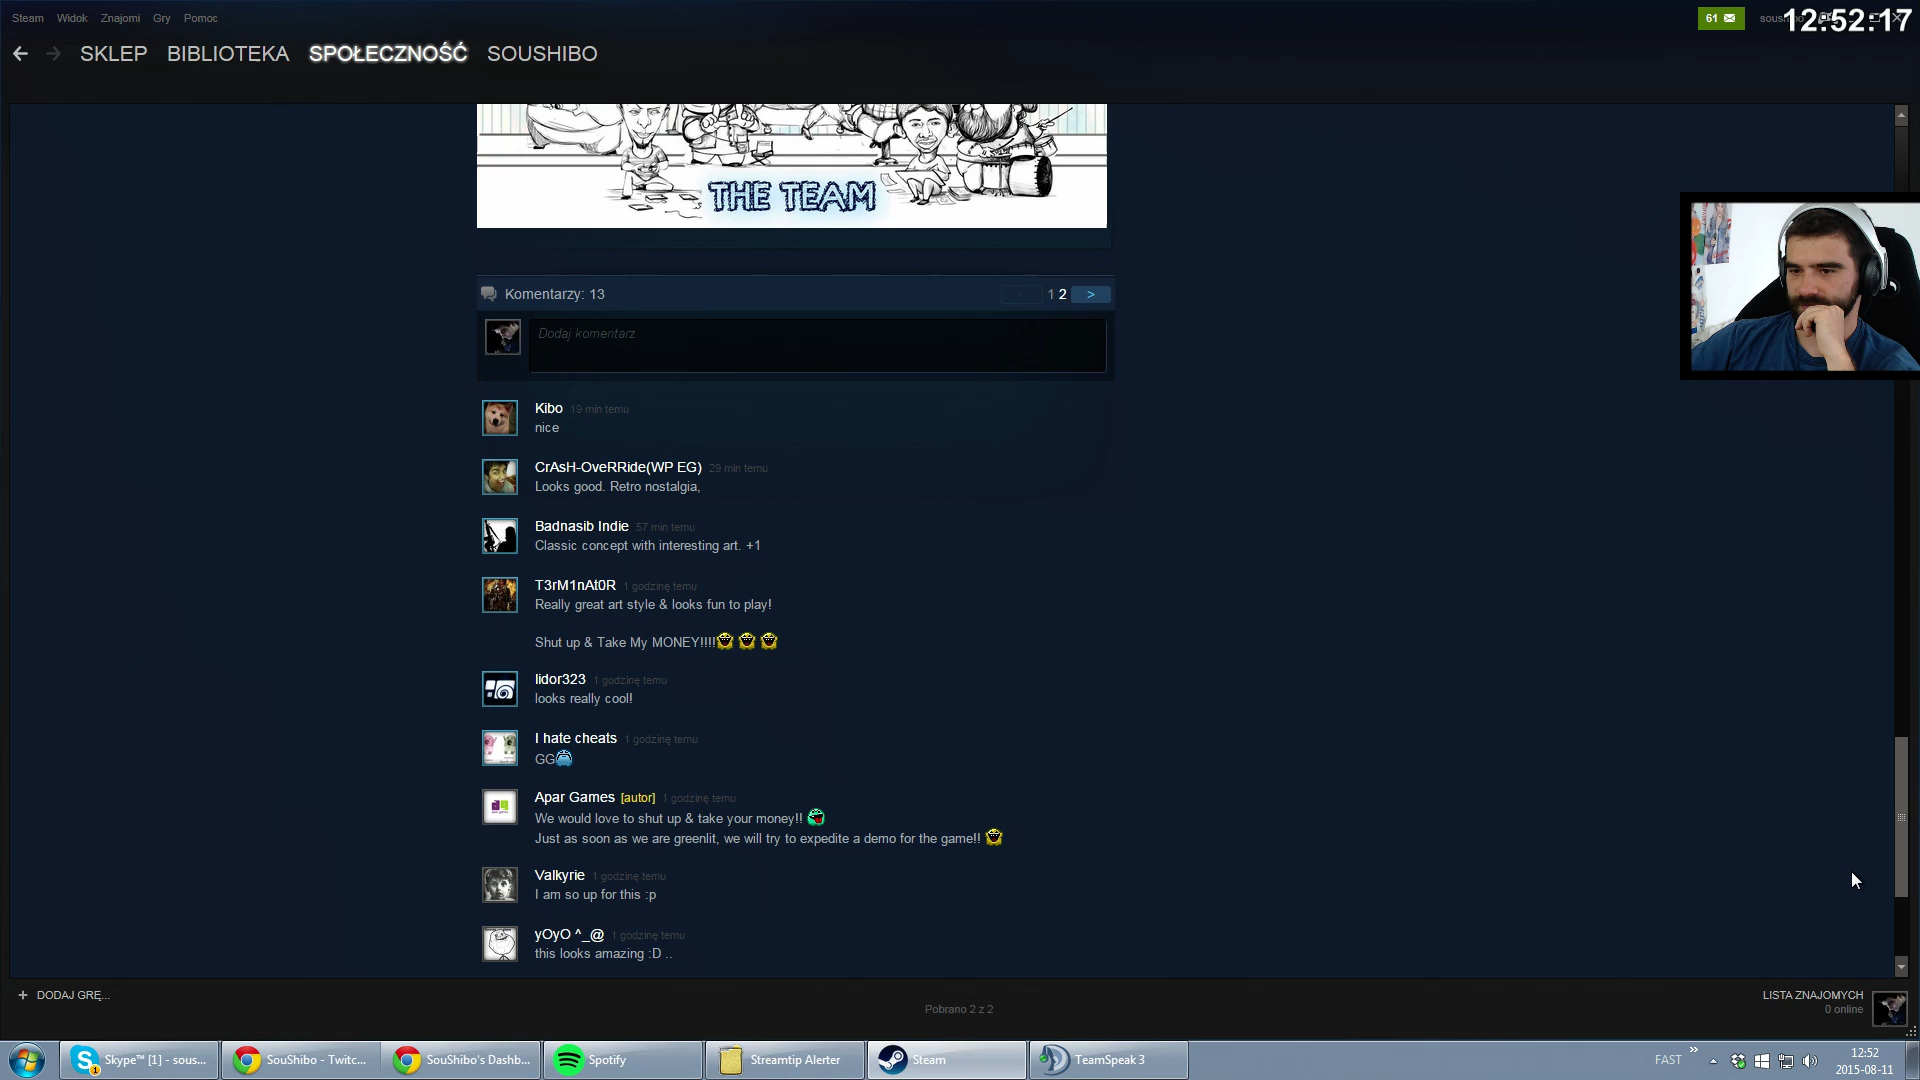 Steam Widok Znajomi Gry Pomoc
61
12:52:17
SKLEP BIBLIOTEKA SPOŁECZNOŚĆ SOUSHIBO
THE TEAM
Komentarzy: 13
1 2 >
Dodaj komentarz
Kibo 19 min temu
nice
CrAsH-OveRRide(WP EG) 29 min temu
Looks good. Retro nostalgia,
Badnasib Indie 57 min temu
Classic concept with interesting art. +1
T3rM1nAt0R 1 godzinę temu
Really great art style & looks fun to play!
Shut up & Take My MONEY!!!!
lidor323 1 godzinę temu
looks really cool!
I hate cheats 1 godzinę temu
GG
Apar Games [autor] 1 godzinę temu
We would love to shut up & take your money!!
Just as soon as we are greenlit, we will try to expedite a demo for the game!!
Valkyrie 1 godzinę temu
I am so up for this :p
yOyO ^_@ 1 godzinę temu
this looks amazing :D ..
+ DODAJ GRĘ...
Pobrano 2 z 2
LISTA ZNAJOMYCH
0 online
Skype™ [1] - sous...
SouShibo - Twitc...
SouShibo's Dashb...
Spotify
Streamtip Alerter
Steam
TeamSpeak 3
FAST
12:52
2015-08-11